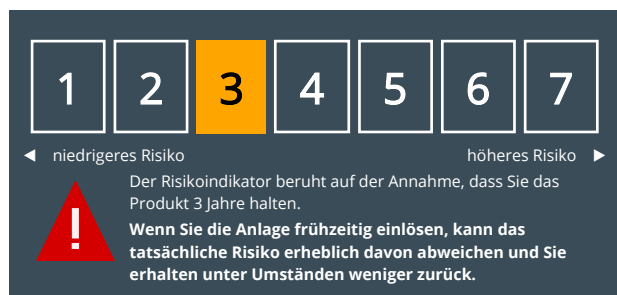 1 2 3 4 5 6 7
niedrigeres Risiko höheres Risiko
Der Risikoindikator beruht auf der Annahme, dass Sie das
Produkt 3 Jahre halten.
Wenn Sie die Anlage frühzeitig einlösen, kann das
tatsächliche Risiko erheblich davon abweichen und Sie
erhalten unter Umständen weniger zurück.
!